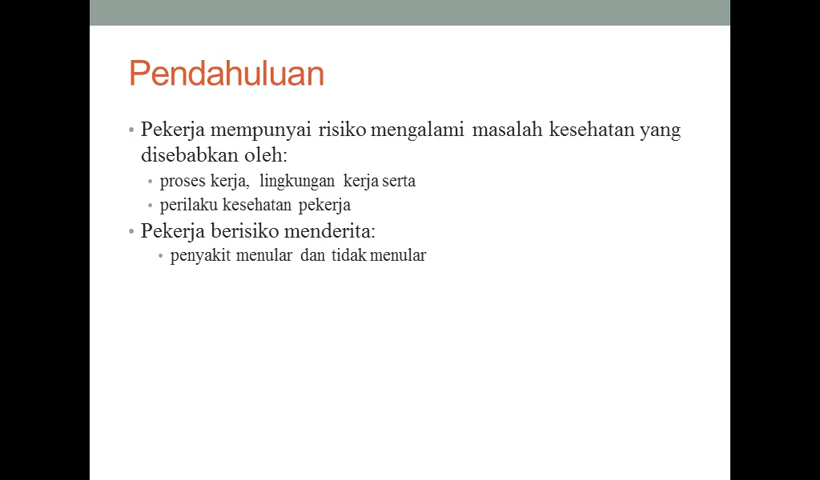 Pendahuluan
• Pekerja mempunyai risiko mengalami masalah kesehatan yang
disebabkan oleh:
• proses kerja, lingkungan kerja serta
• perilaku kesehatan pekerja
• Pekerja berisiko menderita:
• penyakit menular dan tidak menular